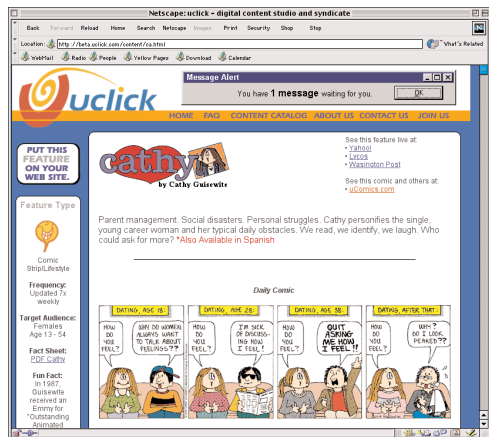 Netscape: uclick - digital content studio and syndicate
Back Forward Reload Home Search Netscape Images Print Security Shop Stop
Location: http://beta.uclick.com/content/ca.html What's Related
WebMail Radio People Yellow Pages Download Calendar
uclick
Message Alert
You have 1 message waiting for you.
OK
HOME FAQ CONTENT CATALOG ABOUT US CONTACT US JOIN US
PUT THIS
FEATURE
ON YOUR
WEB SITE.
Feature Type
Comic
Strip/Lifestyle
Frequency:
Updated 7x
weekly
Target Audience:
Females
Age 13 - 54
Fact Sheet:
PDF Cathy
Fun Fact:
In 1987,
Guisewite
received an
Emmy for
"Outstanding
Animated
cathy
by Cathy Guisewite
See this feature live at:
• Yahoo!
• Lycos
• Wasington Post
See this comic and others at:
• uComics.com
Parent management. Social disasters. Personal struggles. Cathy personifies the single,
young career woman and her typical daily obstacles. We read, we identify, we laugh. Who
could ask for more? *Also Available in Spanish
Daily Comic
DATING, AGE 18:
HOW
DO
YOU
FEEL?
WHY DO WOMEN
ALWAYS WANT
TO TALK ABOUT
FEELINGS??
DATING, AGE 28:
HOW
DO
YOU
FEEL?
I'M SICK
OF DISCUSS-
ING HOW
I FEEL!
DATING, AGE 38:
HOW
DO
YOU
FEEL?
QUIT
ASKING
ME HOW
I FEEL!!
DATING, AFTER THAT:
HOW
DO
YOU
FEEL?
WHY?
DO I LOOK
PEAKED??